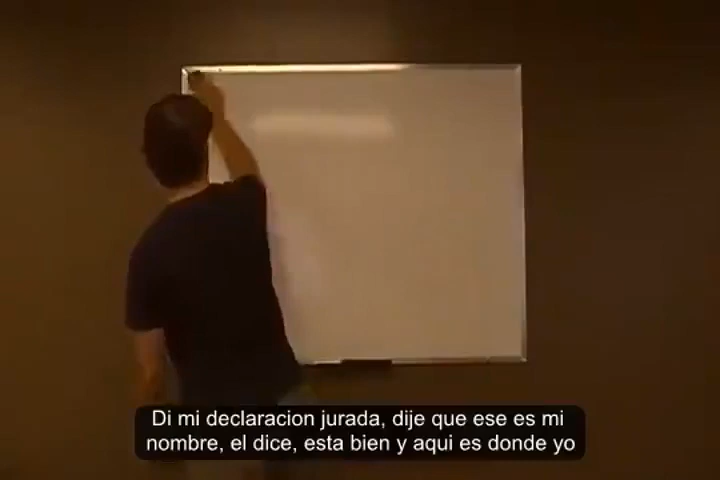 Di mi declaracion jurada, dije que ese es mi
nombre, el dice, esta bien y aqui es donde yo